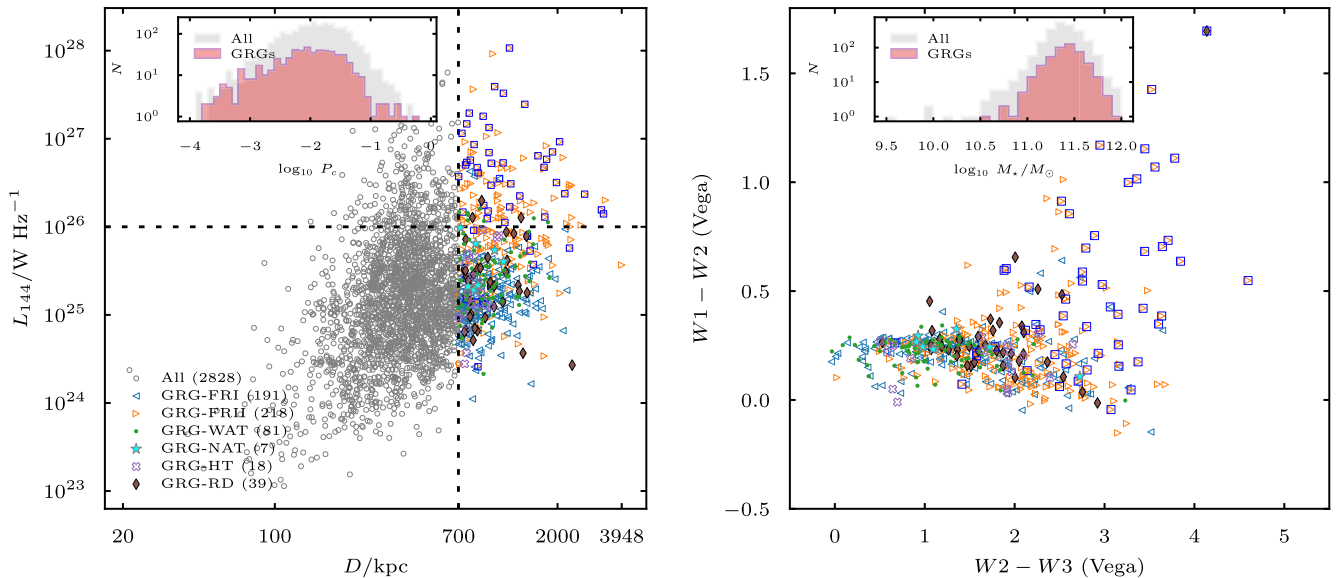 10^28
10^27
10^26
10^25
10^24
10^23
L_144/W Hz^−1
20
100
700
2000
3948
D/kpc
All (2828)
GRG-FRI (191)
GRG-FRII (218)
GRG-WAT (81)
GRG-NAT (7)
GRG-HT (18)
GRG-RD (39)
10^2
10^1
10^0
N
All
GRGs
−4
−3
−2
−1
0
log_10 P_c
1.5
1.0
0.5
0.0
−0.5
W1 − W2 (Vega)
0
1
2
3
4
5
W2 − W3 (Vega)
10^2
10^1
10^0
N
All
GRGs
9.5
10.0
10.5
11.0
11.5
12.0
log_10 M_⋆/M_⊙